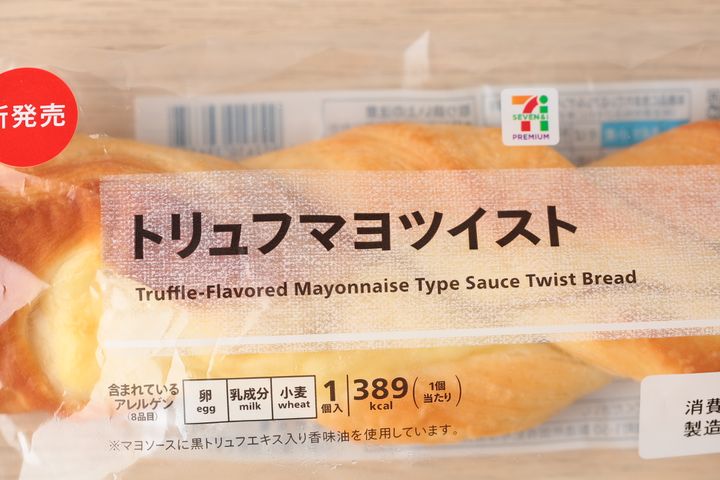 新発売
7i
SEVEN&i
PREMIUM
トリュフマヨツイスト
Truffle-Flavored Mayonnaise Type Sauce Twist Bread
含まれている
アレルゲン
(8品目)
卵
egg
乳成分
milk
小麦
wheat
1
個入
389
kcal
(1個
当たり)
※マヨソースに黒トリュフエキス入り香味油を使用しています。
消費
製造